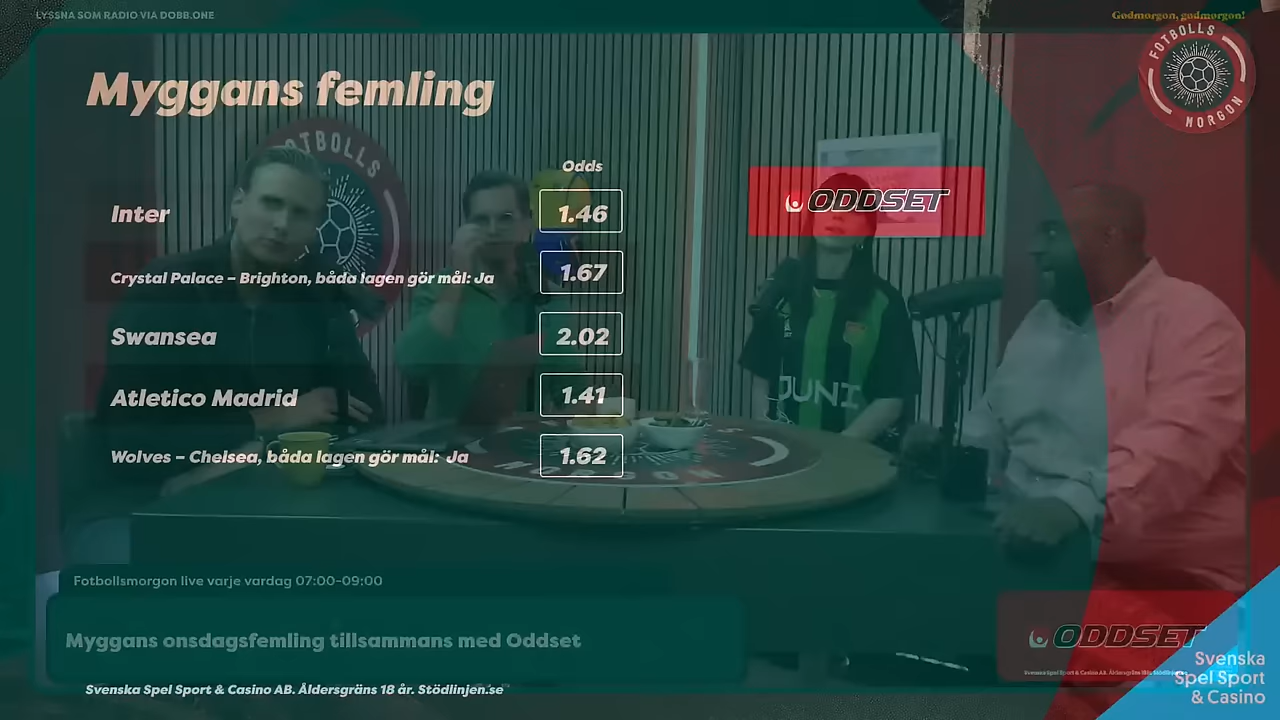 LYSSNA SOM RADIO VIA DOBB.ONE
Godmorgon, godmorgon!
FOTBOLLS
MORGON
Myggans femling
OTBOLLS
Odds
Inter
1.46
ODDSET
Crystal Palace – Brighton, båda lagen gör mål: Ja
1.67
Swansea
2.02
Atletico Madrid
1.41
JUNI
Wolves – Chelsea, båda lagen gör mål: Ja
1.62
Fotbollsmorgon live varje vardag 07:00-09:00
Myggans onsdagsfemling tillsammans med Oddset
ODDSET
Svenska Spel Sport & Casino AB. Åldersgräns 18 år. Stödlinjen.se
Svenska
Spel Sport
& Casino